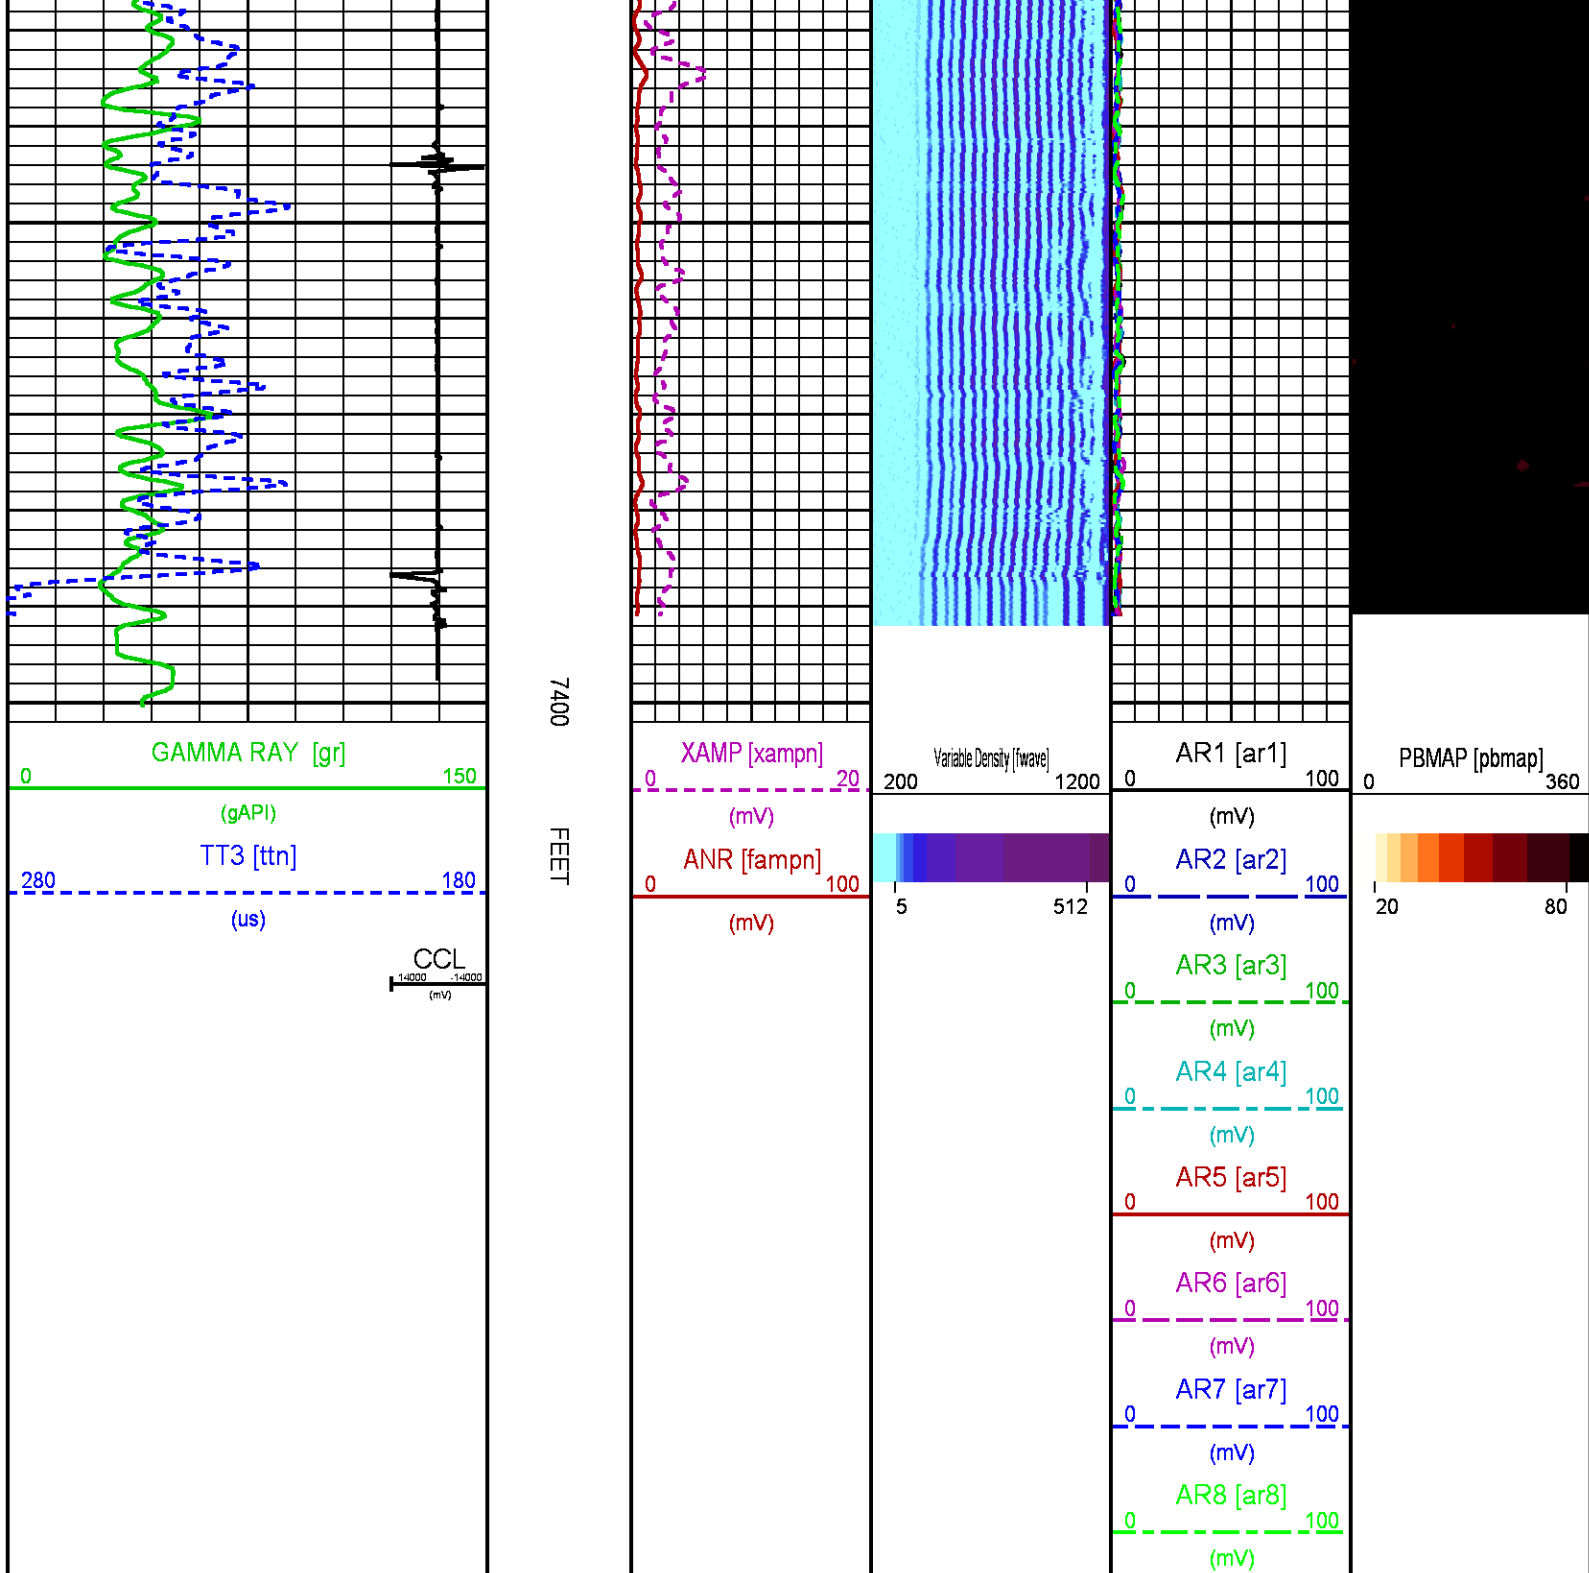 7400
FEET
GAMMA RAY [gr]
0 150
(gAPI)
TT3 [ttn]
280 180
(us)
CCL
14000 -14000
(mV)
XAMP [xampn]
0 20
(mV)
ANR [fampn]
0 100
(mV)
Variable Density [fwave]
200 1200
5 512
AR1 [ar1]
0 100
(mV)
AR2 [ar2]
0 100
(mV)
AR3 [ar3]
0 100
(mV)
AR4 [ar4]
0 100
(mV)
AR5 [ar5]
0 100
(mV)
AR6 [ar6]
0 100
(mV)
AR7 [ar7]
0 100
(mV)
AR8 [ar8]
0 100
(mV)
PBMAP [pbmap]
0 360
20 80